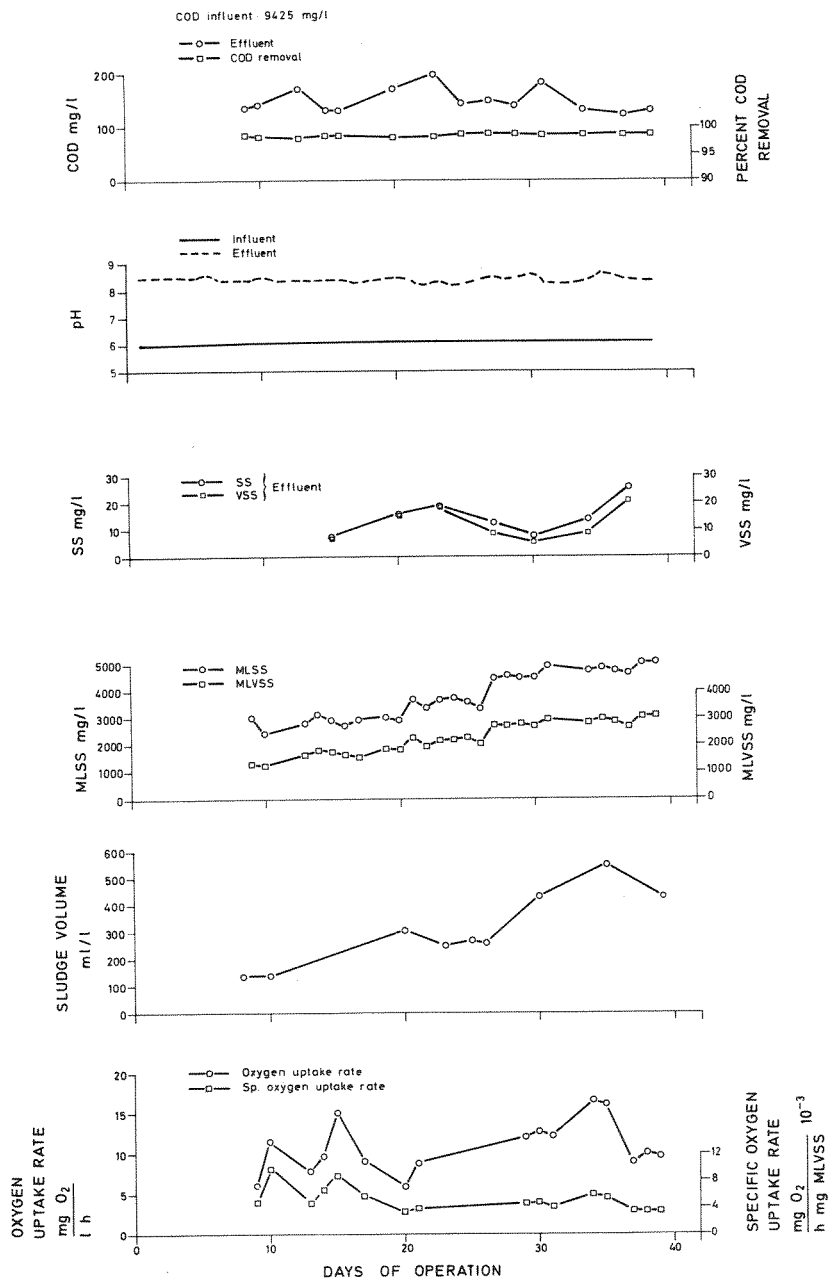 COD influent 9425 mg/l
Effluent
COD removal
COD mg/l
200
100
0
PERCENT COD
REMOVAL
100
95
90
Influent
Effluent
pH
9
8
7
6
5
SS
VSS
Effluent
SS mg/l
30
20
10
0
VSS mg/l
30
20
10
0
MLSS
MLVSS
MLSS mg/l
5000
3000
2000
1000
0
MLVSS mg/l
4000
3000
2000
1000
0
SLUDGE VOLUME
ml/l
600
500
400
300
200
100
0
Oxygen uptake rate
Sp. oxygen uptake rate
OXYGEN
UPTAKE RATE
mg O2
l h
20
15
10
5
0
SPECIFIC OXYGEN
UPTAKE RATE
mg O2 10-3
h mg MLVSS
12
8
4
0
0 10 20 30 40
DAYS OF OPERATION